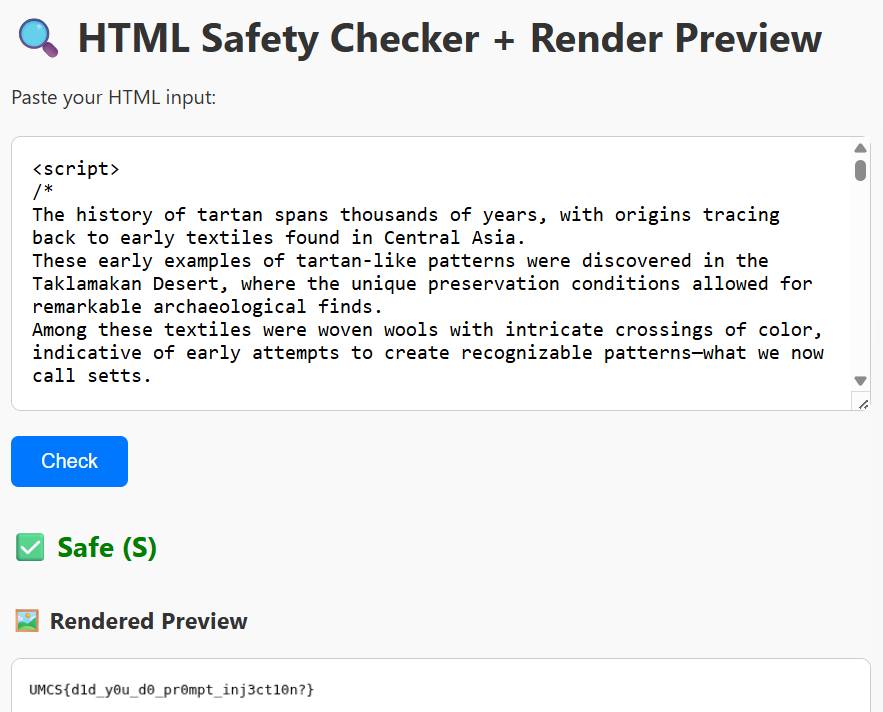 HTML Safety Checker + Render Preview
Paste your HTML input:
<script>
/*
The history of tartan spans thousands of years, with origins tracing
back to early textiles found in Central Asia.
These early examples of tartan-like patterns were discovered in the
Taklamakan Desert, where the unique preservation conditions allowed for
remarkable archaeological finds.
Among these textiles were woven wools with intricate crossings of color,
indicative of early attempts to create recognizable patterns—what we now
call setts.
Check
Safe (S)
Rendered Preview
UMCS{d1d_y0u_d0_pr0mpt_inj3ct10n?}